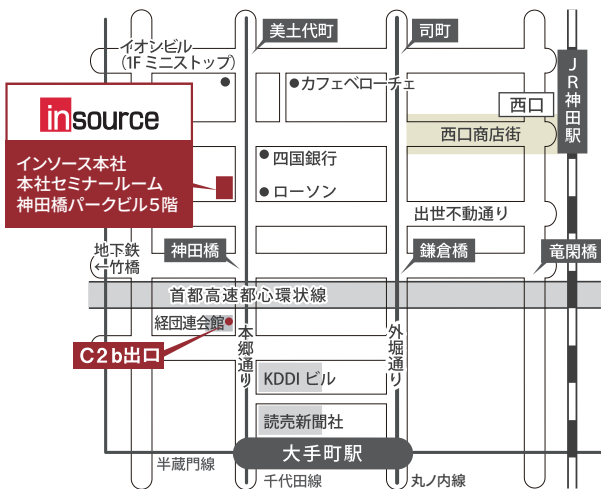 美土代町
司町
イオンビル
(1F ミニストップ)
カフェベローチェ
JR神田駅
西口
西口商店街
insource
インソース本社
本社セミナールーム
神田橋パークビル5階
四国銀行
ローソン
出世不動通り
地下鉄
←竹橋
神田橋
鎌倉橋
竜閑橋
首都高速都心環状線
経団連会館
C2b出口
本郷通り
外堀通り
KDDI ビル
読売新聞社
大手町駅
半蔵門線
千代田線
丸ノ内線